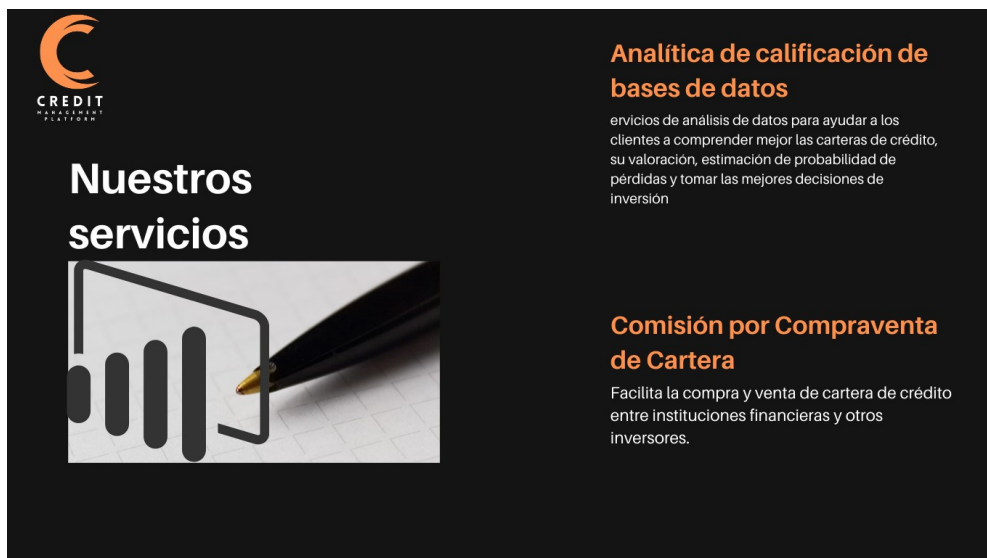 CREDIT
MANAGEMENT
PLATFORM
Nuestros
servicios
Analítica de calificación de
bases de datos
ervicios de análisis de datos para ayudar a los
clientes a comprender mejor las carteras de crédito,
su valoración, estimación de probabilidad de
pérdidas y tomar las mejores decisiones de
inversión
Comisión por Compraventa
de Cartera
Facilita la compra y venta de cartera de crédito
entre instituciones financieras y otros
inversores.